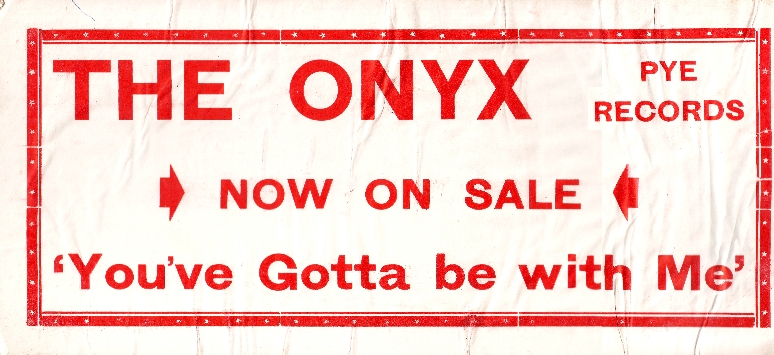 THE ONYX
PYE
RECORDS
NOW ON SALE
‘You've Gotta be with Me’